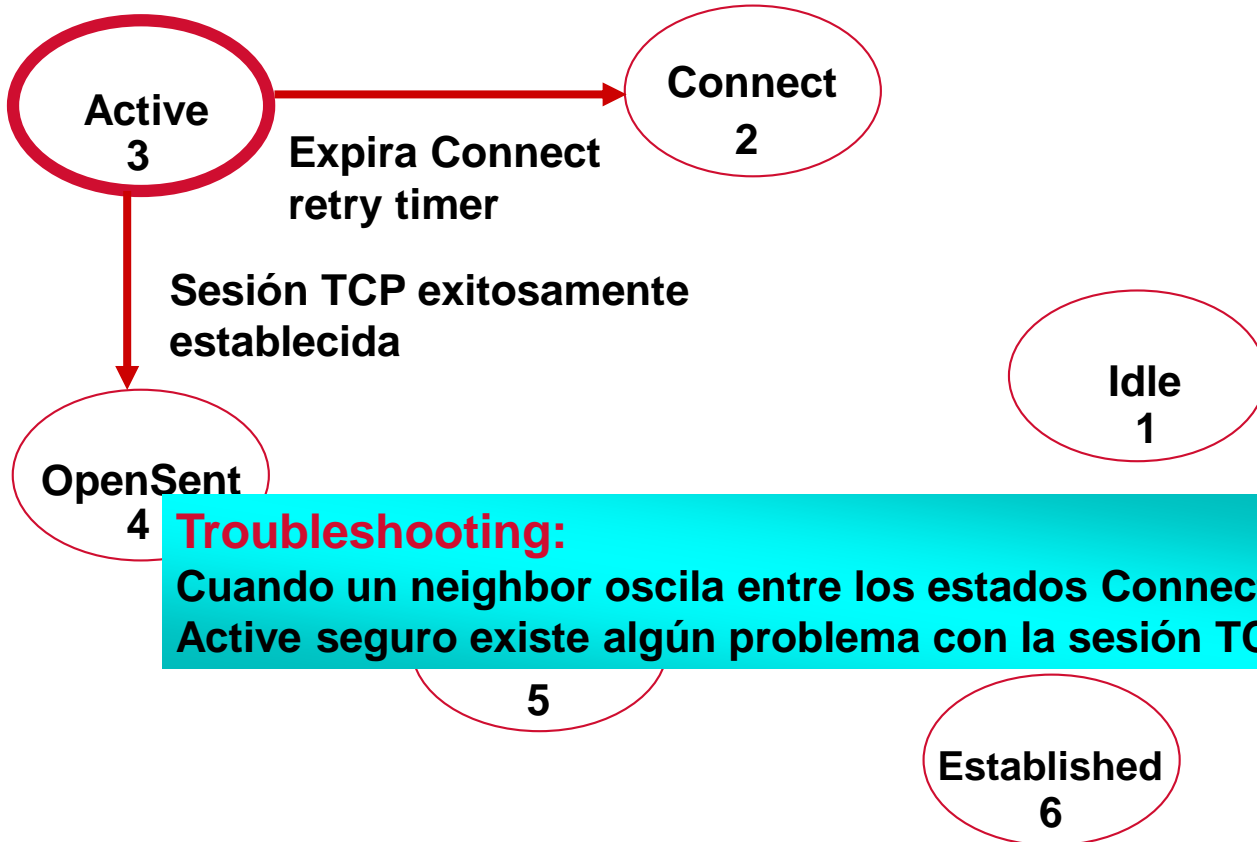 Active
3
Connect
2
Expira Connect
retry timer
Sesión TCP exitosamente
establecida
Idle
1
OpenSent
4
Troubleshooting:
Cuando un neighbor oscila entre los estados
Active seguro existe algún problema con la sesión
5
Established
6